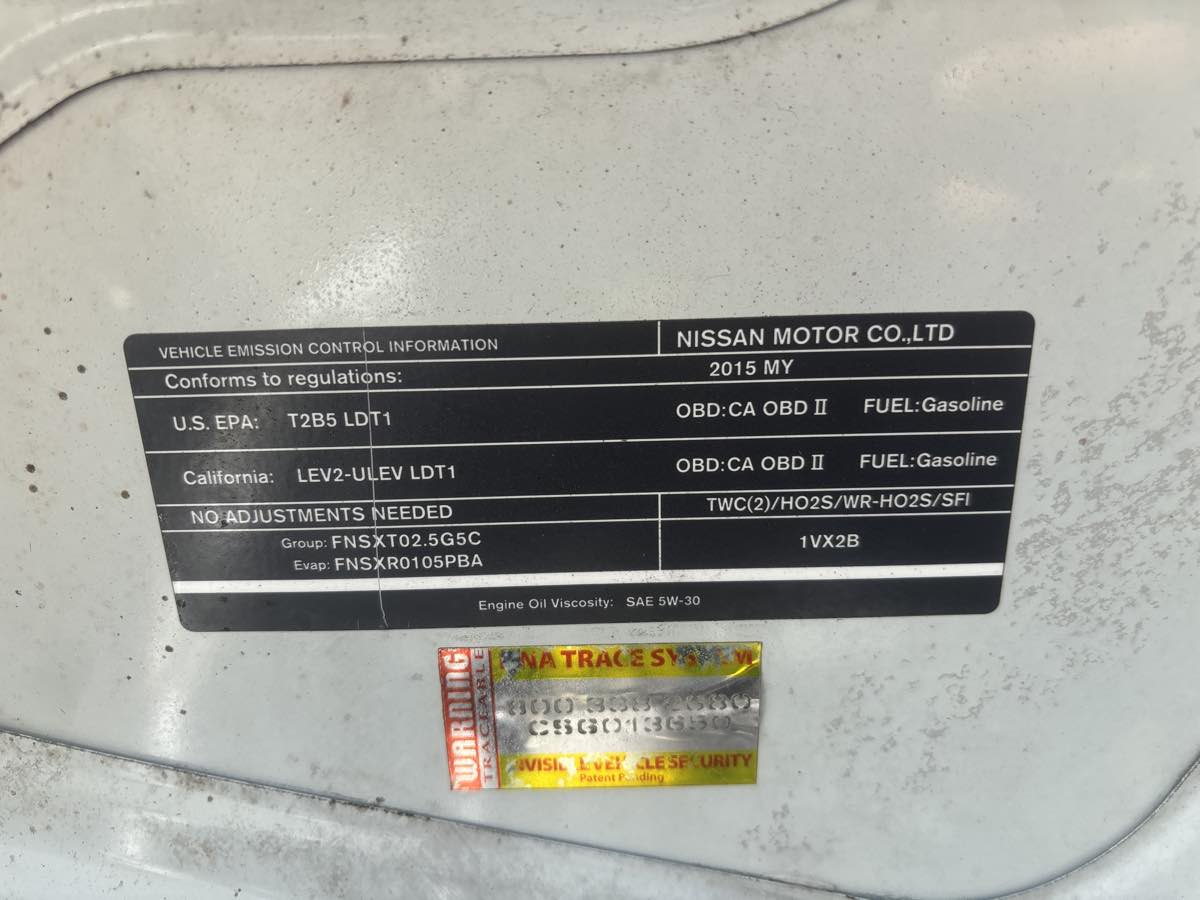 VEHICLE EMISSION CONTROL INFORMATION
NISSAN MOTOR CO.,LTD
Conforms to regulations:
2015 MY
U.S. EPA: T2B5 LDT1
OBD:CA OBD II FUEL:Gasoline
California: LEV2-ULEV LDT1
OBD:CA OBD II FUEL:Gasoline
NO ADJUSTMENTS NEEDED
TWC(2)/HO2S/WR-HO2S/SFI
Group: FNSXT02.5G5C
Evap: FNSXR0105PBA
1VX2B
Engine Oil Viscosity: SAE 5W-30
WARNING
TRACEABLE
TRACE
800
SECURITY
Patent Pending